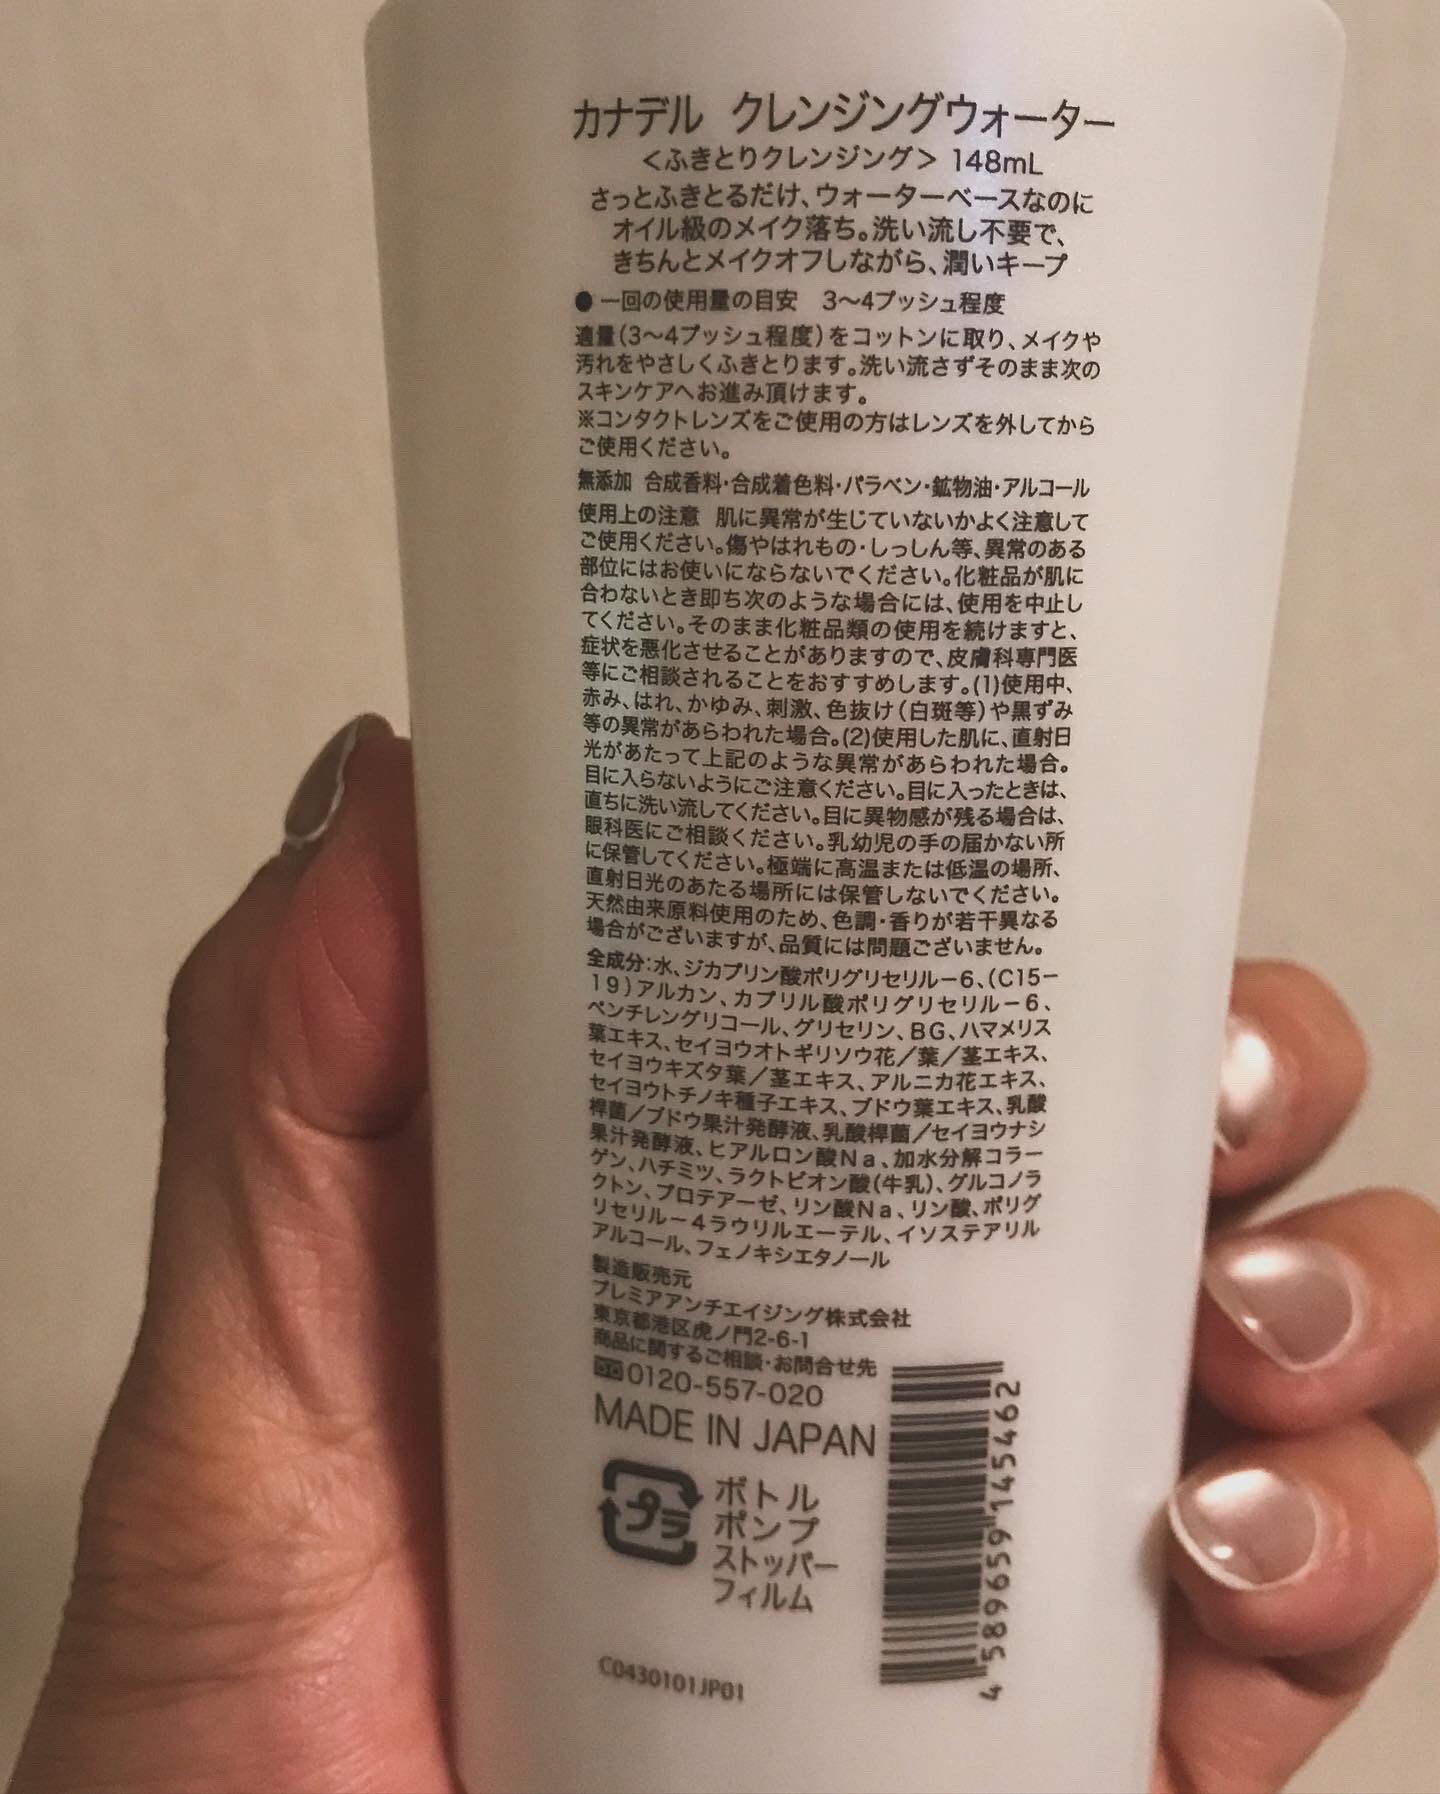 カナデル クレンジングウォーター
＜ふきとりクレンジング＞ 148mL
さっとふきとるだけ、ウォーターベースなのに
オイル級のメイク落ち。洗い流し不要で、
きちんとメイクオフしながら、潤いキープ
●一回の使用量の目安 3〜4プッシュ程度
適量(3〜4プッシュ程度)をコットンに取り、メイクや
汚れをやさしくふきとります。洗い流さずそのまま次の
スキンケアへお進み頂けます。
※コンタクトレンズをご使用の方はレンズを外してから
ご使用ください。
無添加 合成香料・合成着色料・パラベン・鉱物油・アルコール
使用上の注意 肌に異常が生じていないかよく注意して
ご使用ください。傷やはれもの・しっしん等、異常のある
部位にはお使いにならないでください。化粧品が肌に
合わないとき即ち次のような場合には、使用を中止し
てください。そのまま化粧品類の使用を続けますと、
症状を悪化させることがありますので、皮膚科専門医
等にご相談されることをおすすめします。(1)使用中、
赤み、はれ、かゆみ、刺激、色抜け(白斑等)や黒ずみ
等の異常があらわれた場合。(2)使用した肌に、直射日
光があたって上記のような異常があらわれた場合。
目に入らないようにご注意ください。目に入ったときは、
直ちに洗い流してください。目に異物感が残る場合は、
眼科医にご相談ください。乳幼児の手の届かない所
に保管してください。極端に高温または低温の場所、
直射日光のあたる場所には保管しないでください。
天然由来原料使用のため、色調・香りが若干異なる
場合がございますが、品質には問題ございません。
全成分:水、ジカプリン酸ポリグリセリル－6、(C15－
19)アルカン、カプリル酸ポリグリセリル－6、
ペンチレングリコール、グリセリン、BG、ハマメリス
葉エキス、セイヨウオトギリソウ花／葉／茎エキス、
セイヨウキズタ葉／茎エキス、アルニカ花エキス、
セイヨウトチノキ種子エキス、ブドウ葉エキス、乳酸
桿菌／ブドウ果汁発酵液、乳酸桿菌／セイヨウナシ
果汁発酵液、ヒアルロン酸Na、加水分解コラー
ゲン、ハチミツ、ラクトビオン酸(牛乳)、グルコノラ
クトン、プロテアーゼ、リン酸Na、リン酸、ポリグ
リセリル－4ラウリルエーテル、イソステアリル
アルコール、フェノキシエタノール
製造販売元
プレミアアンチエイジング株式会社
東京都港区虎ノ門2-6-1
商品に関するご相談・お問合せ先
0120-557-020
MADE IN JAPAN
プラ
ボトル
ポンプ
ストッパー
フィルム
4 589659 145462
C0430101JP01